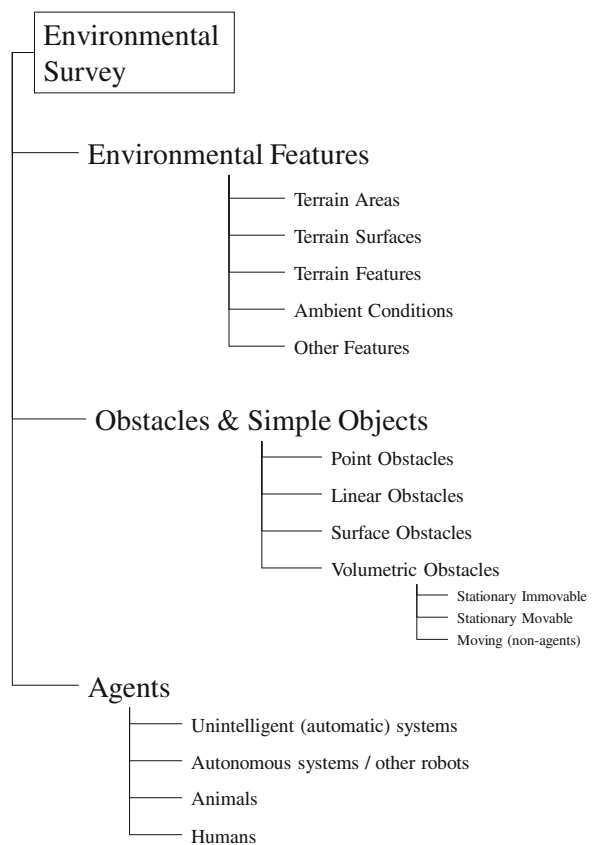 Environmental
Survey
Environmental Features
Terrain Areas
Terrain Surfaces
Terrain Features
Ambient Conditions
Other Features
Obstacles & Simple Objects
Point Obstacles
Linear Obstacles
Surface Obstacles
Volumetric Obstacles
Stationary Immovable
Stationary Movable
Moving (non-agents)
Agents
Unintelligent (automatic) systems
Autonomous systems / other robots
Animals
Humans